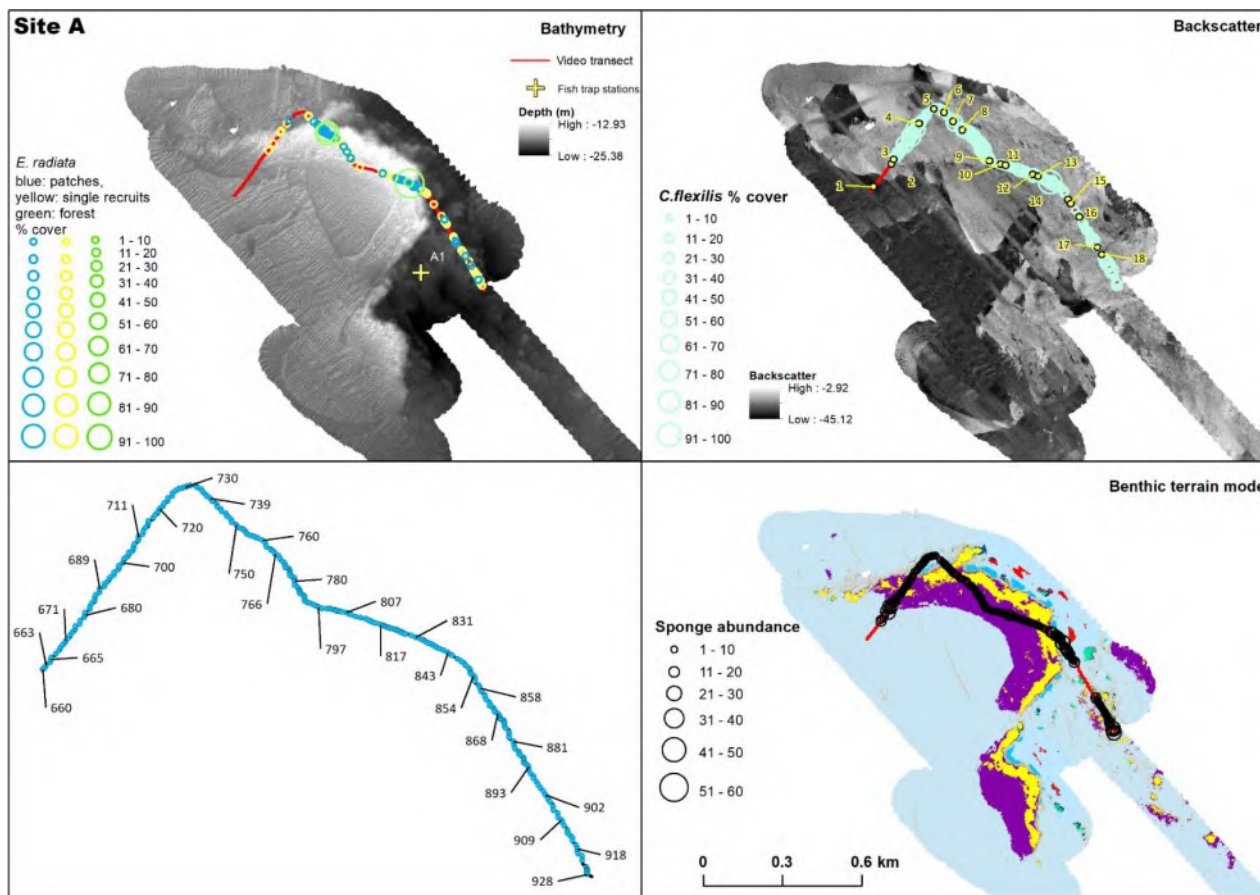 Site A
Bathymetry
Video transect
Fish trap stations
Depth (m)
High : -12.93
Low : -25.38
E. radiata
blue: patches,
yellow: single recruits
green: forest
% cover
1 - 10
11 - 20
21 - 30
31 - 40
41 - 50
51 - 60
61 - 70
71 - 80
81 - 90
91 - 100
A1
Backscatter
5
6
7
8
4
3
1
2
9
10
11
12
13
14
15
16
17
18
C.flexilis % cover
1 - 10
11 - 20
21 - 30
31 - 40
41 - 50
51 - 60
61 - 70
71 - 80
81 - 90
91 - 100
Backscatter
High : -2.92
Low : -45.12
730
711
739
720
760
689
750
700
766
780
671
680
807
663
831
665
797
817
843
660
858
854
868
881
893
902
909
918
928
Benthic terrain mode
Sponge abundance
1 - 10
11 - 20
21 - 30
31 - 40
41 - 50
51 - 60
0 0.3 0.6 km